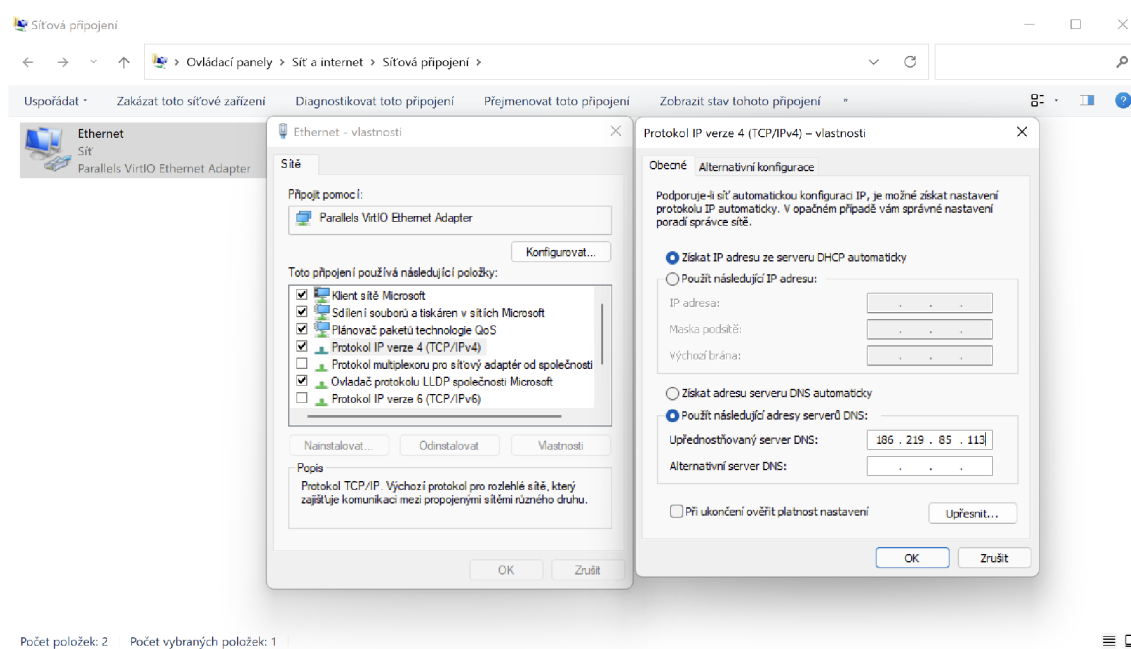 Síťová připojení
Ovládací panely > Síť a internet > Síťová připojení >
Uspořádat Zakázat toto síťové zařízení Diagnostikovat toto připojení Přejmenovat toto připojení Zobrazit stav tohoto připojení »
Ethernet
Síť
Parallels VirtIO Ethernet Adapter
Ethernet - vlastnosti
Sítě
Připojit pomocí:
Parallels VirtIO Ethernet Adapter
Konfigurovat...
Toto připojení používá následující položky:
Klient sítě Microsoft
Sdílení souborů a tiskáren v sítích Microsoft
Plánovač paketů technologie QoS
Protokol IP verze 4 (TCP/IPv4)
Protokol multiplexoru pro síťový adaptér od společnosti
Ovladač protokolu LLDP společnosti Microsoft
Protokol IP verze 6 (TCP/IPv6)
Nainstalovat... Odinstalovat Vlastnosti
Popis
Protokol TCP/IP. Výchozí protokol pro rozlehlé sítě, který
zajišťuje komunikaci mezi propojenými sítěmi různého druhu.
OK Zrušit
Protokol IP verze 4 (TCP/IPv4) – vlastnosti
Obecné Alternativní konfigurace
Podporuje-li síť automatickou konfiguraci IP, je možné získat nastavení
protokolu IP automaticky. V opačném případě vám správné nastavení
poradí správce sítě.
Získat IP adresu ze serveru DHCP automaticky
Použít následující IP adresu:
IP adresa: . . .
Maska podsítě: . . .
Výchozí brána: . . .
Získat adresu serveru DNS automaticky
Použít následující adresy serverů DNS:
Upřednostňovaný server DNS: 186 . 219 . 85 . 113
Alternativní server DNS: . . .
Při ukončení ověřit platnost nastavení Upřesnit...
OK Zrušit
Počet položek: 2 Počet vybraných položek: 1